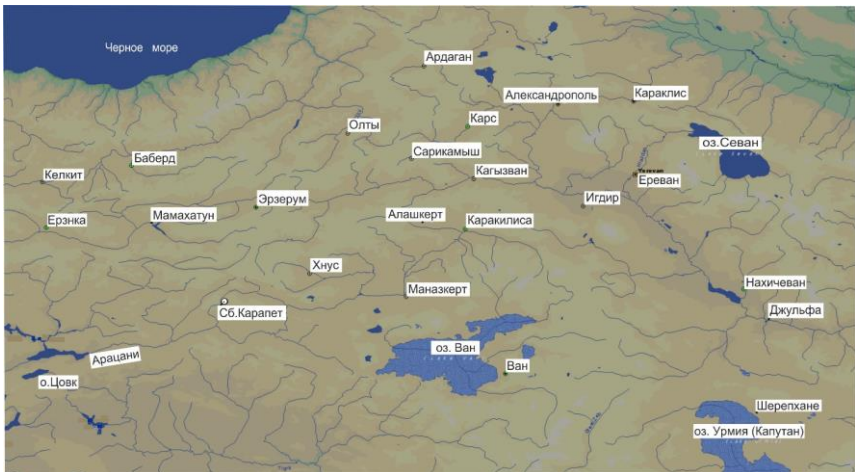 Черное море
Ардаган
Александрополь
Караклис
Карс
Олты
оз.Севан
Сарикамыш
Баберд
Кагызван
Ереван
Келкит
Игдир
Эрзерум
Мамахатун
Алашкерт
Ерзнка
Каракилиса
Хнус
Нахичеван
Маназкерт
Сб.Карапет
Джульфа
оз. Ван
Арацани
Ван
о.Цовк
Шерепхане
оз. Урмия (Капутан)